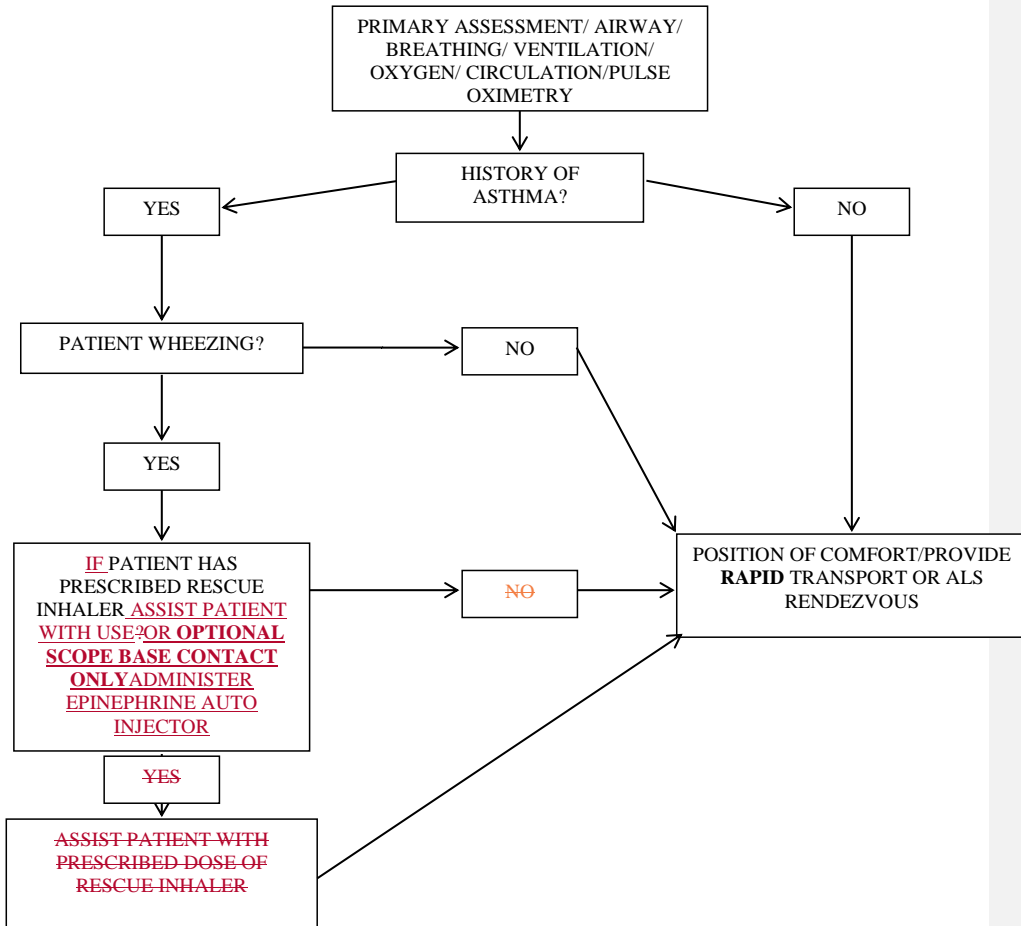 PRIMARY ASSESSMENT/ AIRWAY/
BREATHING/ VENTILATION/
OXYGEN/ CIRCULATION/PULSE
OXIMETRY
HISTORY OF
ASTHMA?
YES
NO
PATIENT WHEEZING?
NO
YES
IF PATIENT HAS
PRESCRIBED RESCUE
INHALER ASSIST PATIENT
WITH USE?OR OPTIONAL
SCOPE BASE CONTACT
ONLYADMINISTER
EPINEPHRINE AUTO
INJECTOR
NO
POSITION OF COMFORT/PROVIDE
RAPID TRANSPORT OR ALS
RENDEZVOUS
YES
ASSIST PATIENT WITH
PRESCRIBED DOSE OF
RESCUE INHALER